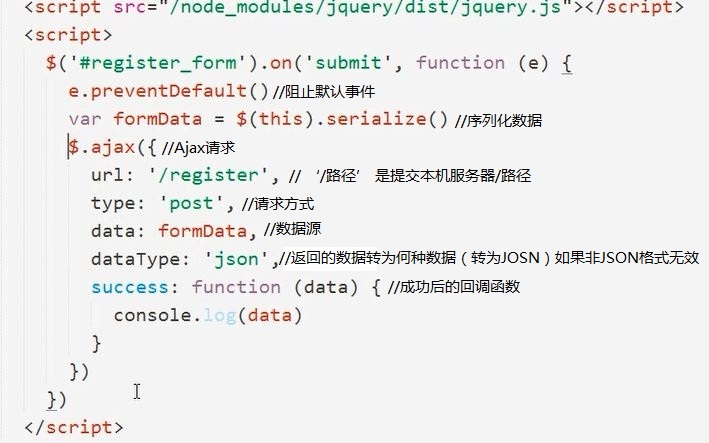 <script src="/node_modules/jquery/dist/jquery.js"></script>
<script>
$('#register_form').on('submit', function (e) {
e.preventDefault() //阻止默认事件
var formData = $(this).serialize() //序列化数据
$.ajax({ //Ajax请求
url: '/register', // ‘/路径’ 是提交本机服务器/路径
type: 'post', //请求方式
data: formData, //数据源
dataType: 'json',//返回的数据转为何种数据（转为JOSN）如果非JSON格式无效
success: function (data) { //成功后的回调函数
console.log(data)
}
})
})
</script>